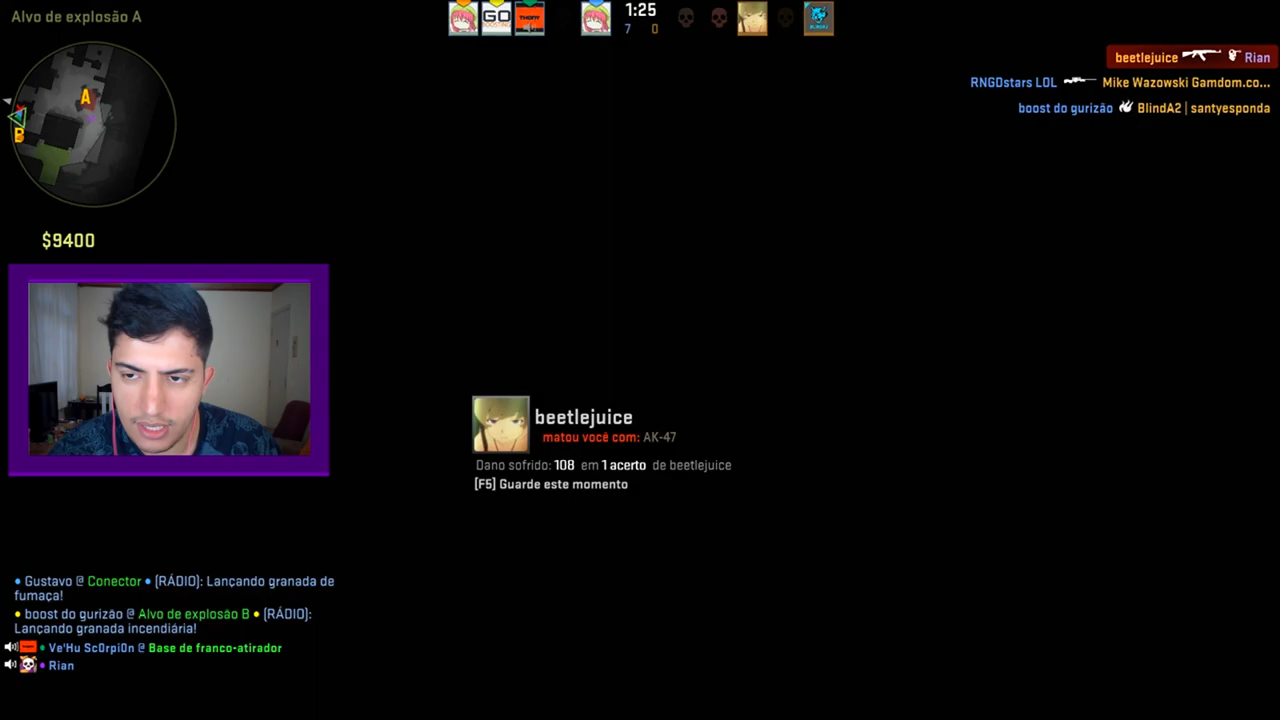 Alvo de explosão A
1:25
7 0
GO
BOOSTING
THOMY
A
B
beetlejuice Rian
RNGDstars LOL Mike Wazowski Gamdom.co...
boost do gurizão BlindA2 | santyesponda
$9400
beetlejuice
matou você com: AK-47
Dano sofrido: 108 em 1 acerto de beetlejuice
[F5] Guarde este momento
• Gustavo @ Conector • (RÁDIO): Lançando granada de
fumaça!
• boost do gurizão @ Alvo de explosão B • (RÁDIO):
Lançando granada incendiária!
• Ve'Hu Sc0rpi0n @ Base de franco-atirador
• Rian